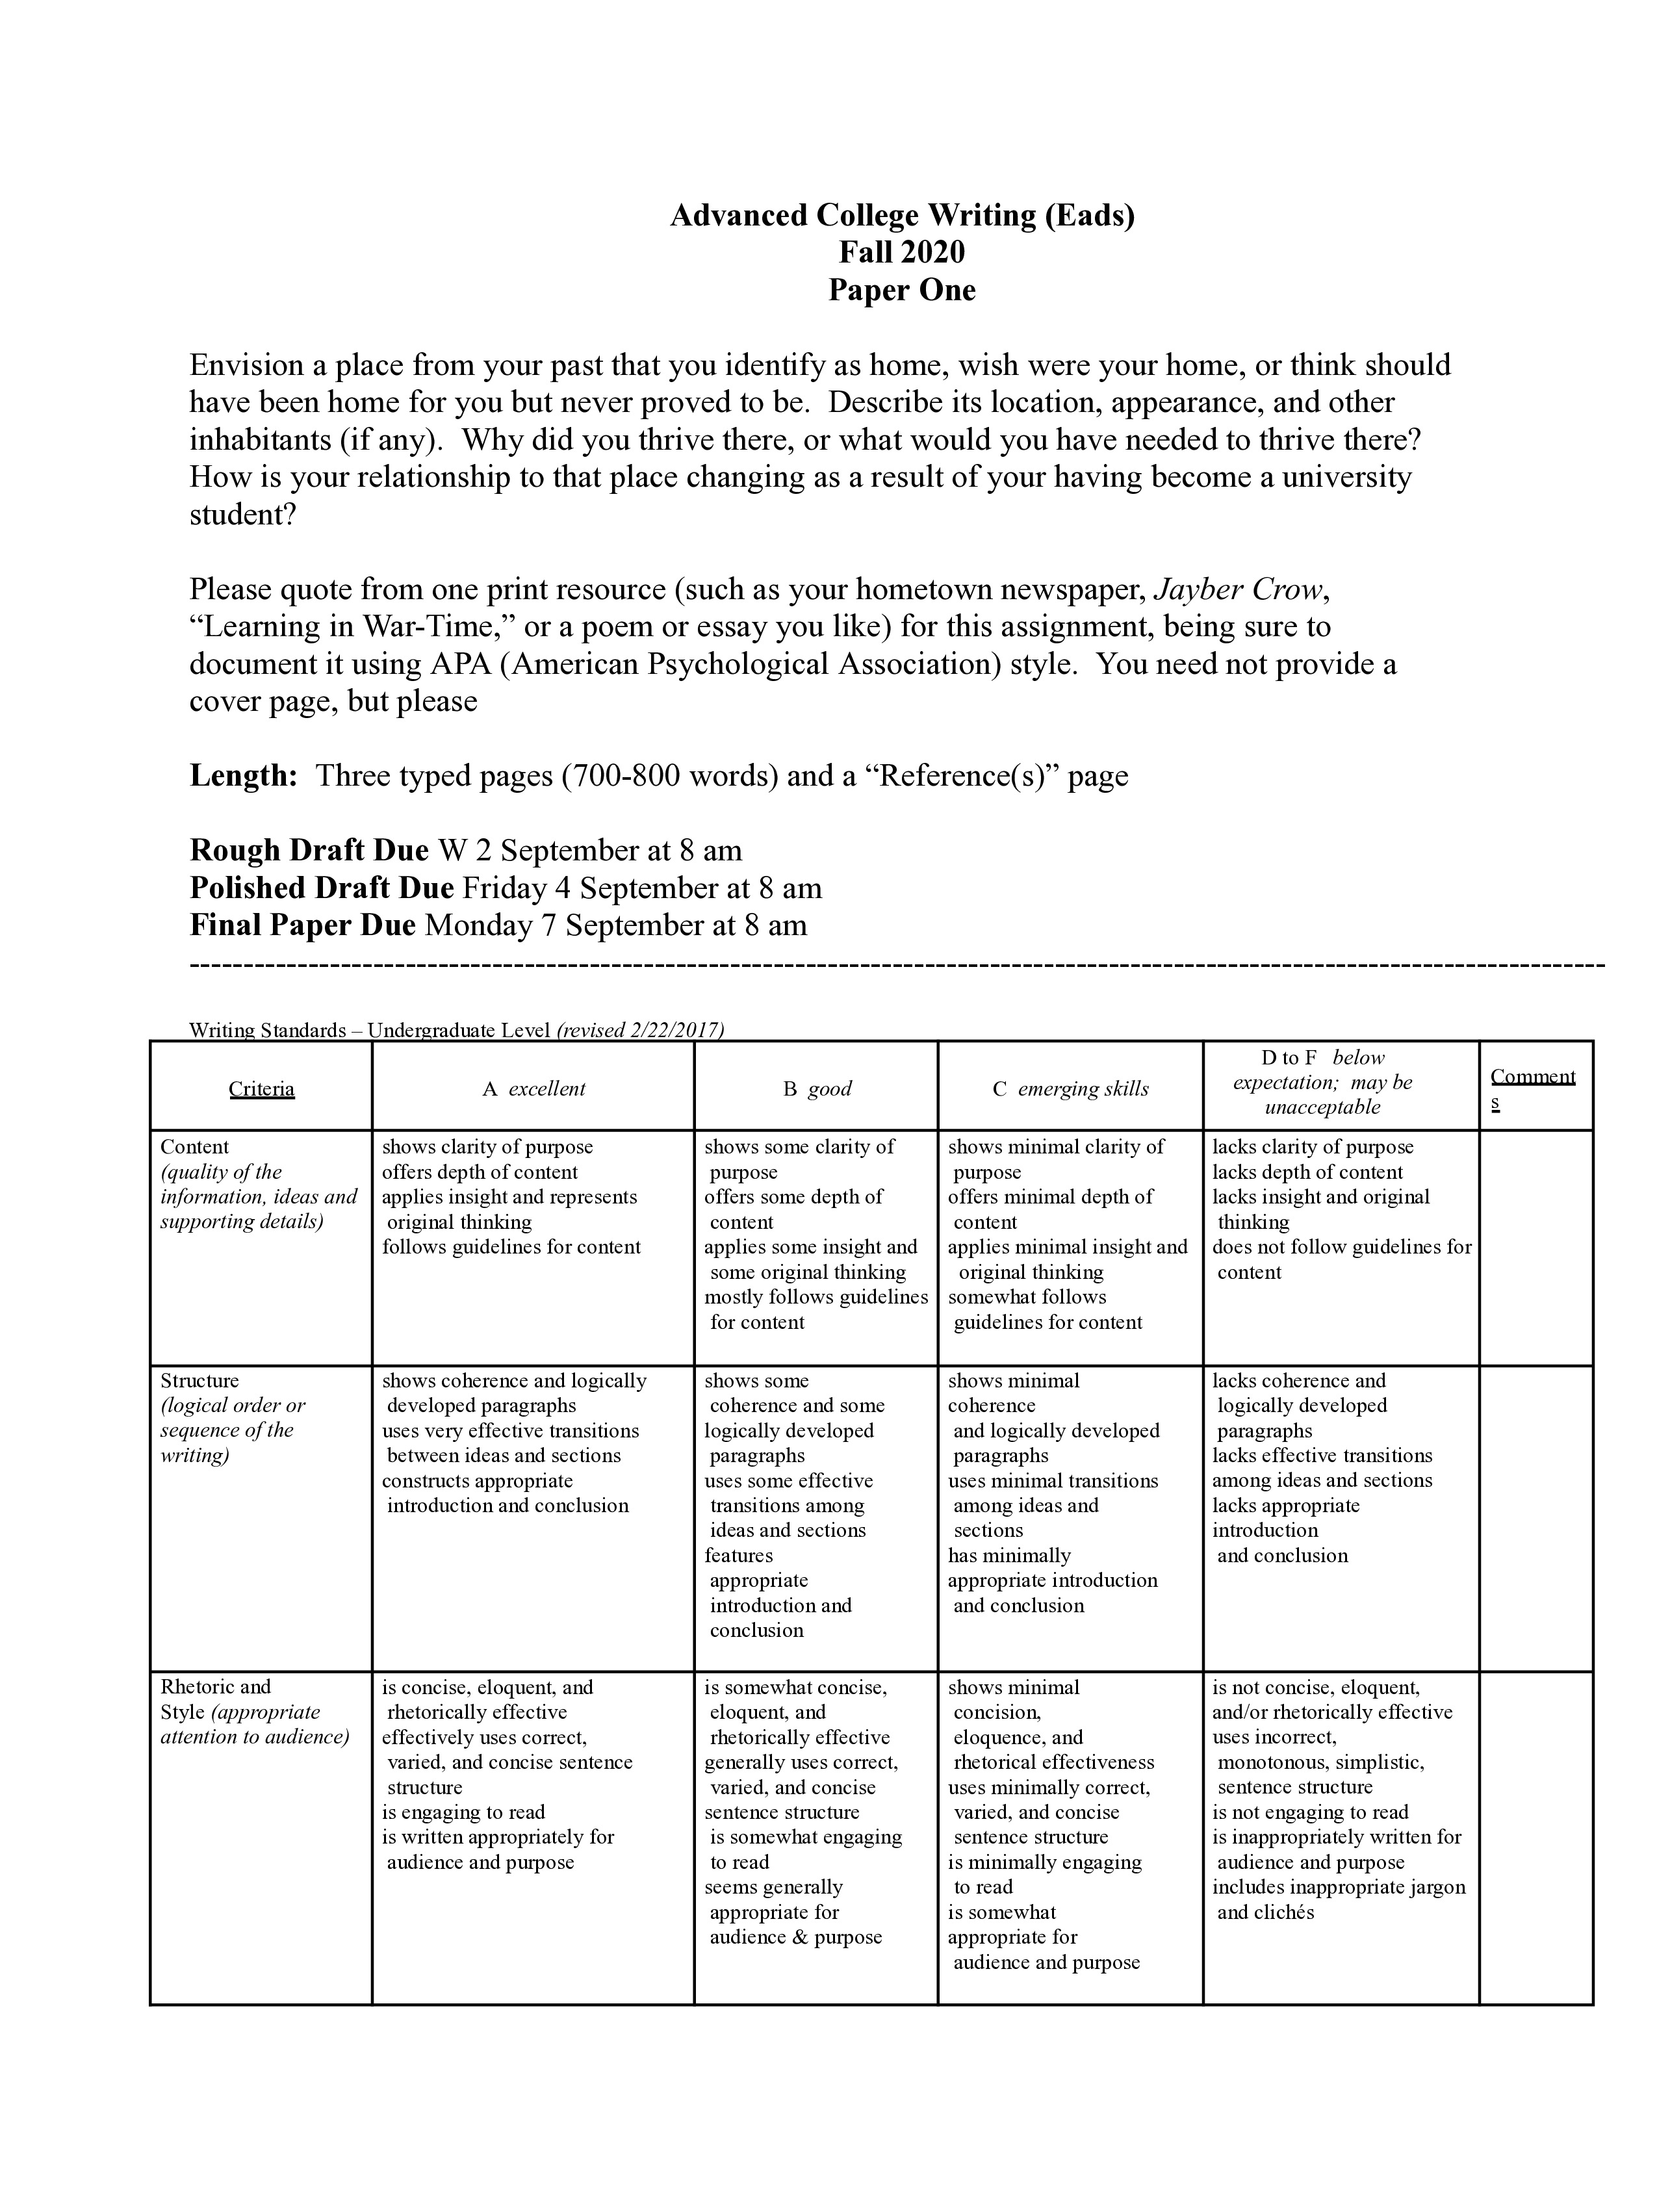 Advanced College Writing (Eads)
Fall 2020
Paper One
Envision a place from your past that you identify as home, wish were your home, or think should
have been home for you but never proved to be.  Describe its location, appearance, and other
inhabitants (if any).  Why did you thrive there, or what would you have needed to thrive there?
How is your relationship to that place changing as a result of your having become a university
student?
Please quote from one print resource (such as your hometown newspaper, Jayber Crow,
“Learning in War-Time,” or a poem or essay you like) for this assignment, being sure to
document it using APA (American Psychological Association) style.  You need not provide a
cover page, but please
Length:  Three typed pages (700-800 words) and a “Reference(s)” page
Rough Draft Due W 2 September at 8 am
Polished Draft Due Friday 4 September at 8 am
Final Paper Due Monday 7 September at 8 am
-----------------------------------------------------------------------------------------------------------------------------------
Writing Standards – Undergraduate Level (revised 2/22/2017)
Criteria
A excellent
B good
C emerging skills
D to F below
expectation; may be
unacceptable
Comment
s
Content
(quality of the
information, ideas and
supporting details)
shows clarity of purpose
offers depth of content
applies insight and represents
original thinking
follows guidelines for content
shows some clarity of
purpose
offers some depth of
content
applies some insight and
some original thinking
mostly follows guidelines
for content
shows minimal clarity of
purpose
offers minimal depth of
content
applies minimal insight and
original thinking
somewhat follows
guidelines for content
lacks clarity of purpose
lacks depth of content
lacks insight and original
thinking
does not follow guidelines for
content
Structure
(logical order or
sequence of the
writing)
shows coherence and logically
developed paragraphs
uses very effective transitions
between ideas and sections
constructs appropriate
introduction and conclusion
shows some
coherence and some
logically developed
paragraphs
uses some effective
transitions among
ideas and sections
features
appropriate
introduction and
conclusion
shows minimal
coherence
and logically developed
paragraphs
uses minimal transitions
among ideas and
sections
has minimally
appropriate introduction
and conclusion
lacks coherence and
logically developed
paragraphs
lacks effective transitions
among ideas and sections
lacks appropriate
introduction
and conclusion
Rhetoric and
Style (appropriate
attention to audience)
is concise, eloquent, and
rhetorically effective
effectively uses correct,
varied, and concise sentence
structure
is engaging to read
is written appropriately for
audience and purpose
is somewhat concise,
eloquent, and
rhetorically effective
generally uses correct,
varied, and concise
sentence structure
is somewhat engaging
to read
seems generally
appropriate for
audience & purpose
shows minimal
concision,
eloquence, and
rhetorical effectiveness
uses minimally correct,
varied, and concise
sentence structure
is minimally engaging
to read
is somewhat
appropriate for
audience and purpose
is not concise, eloquent,
and/or rhetorically effective
uses incorrect,
monotonous, simplistic,
sentence structure
is not engaging to read
is inappropriately written for
audience and purpose
includes inappropriate jargon
and clichés